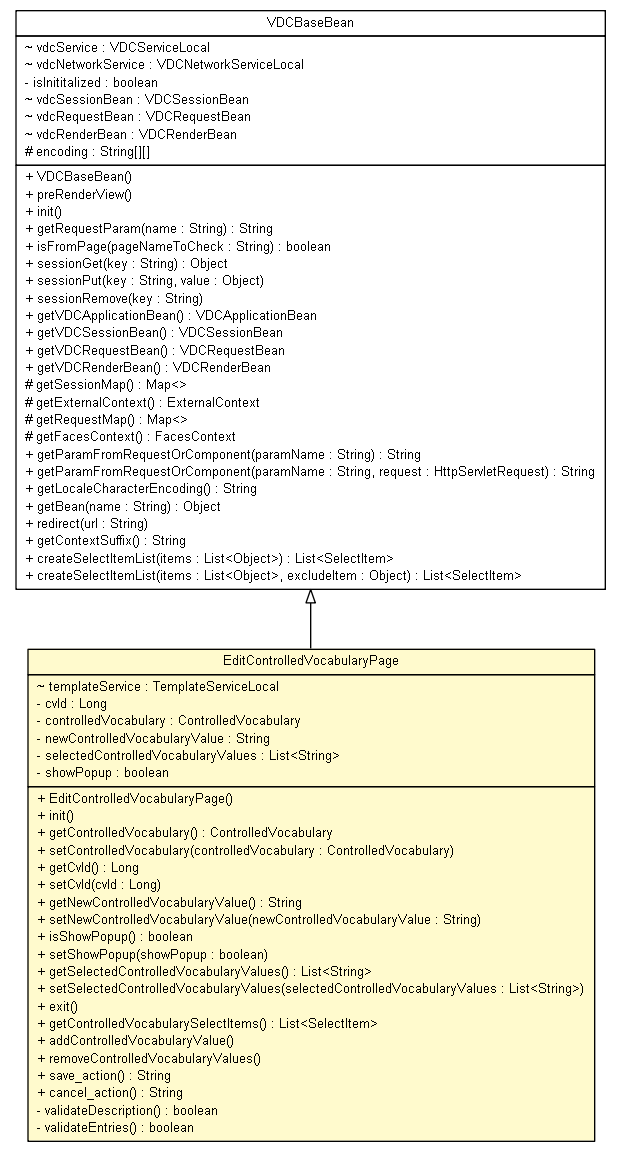 VDCBaseBean
~ vdcService : VDCServiceLocal
~ vdcNetworkService : VDCNetworkServiceLocal
- isInititalized : boolean
~ vdcSessionBean : VDCSessionBean
~ vdcRequestBean : VDCRequestBean
~ vdcRenderBean : VDCRenderBean
# encoding : String[][]
+ VDCBaseBean()
+ preRenderView()
+ init()
+ getRequestParam(name : String) : String
+ isFromPage(pageNameToCheck : String) : boolean
+ sessionGet(key : String) : Object
+ sessionPut(key : String, value : Object)
+ sessionRemove(key : String)
+ getVDCApplicationBean() : VDCApplicationBean
+ getVDCSessionBean() : VDCSessionBean
+ getVDCRequestBean() : VDCRequestBean
+ getVDCRenderBean() : VDCRenderBean
# getSessionMap() : Map<>
# getExternalContext() : ExternalContext
# getRequestMap() : Map<>
# getFacesContext() : FacesContext
+ getParamFromRequestOrComponent(paramName : String) : String
+ getParamFromRequestOrComponent(paramName : String, request : HttpServletRequest) : String
+ getLocaleCharacterEncoding() : String
+ getBean(name : String) : Object
+ redirect(url : String)
+ getContextSuffix() : String
+ createSelectItemList(items : List<Object>) : List<SelectItem>
+ createSelectItemList(items : List<Object>, excludeItem : Object) : List<SelectItem>
EditControlledVocabularyPage
~ templateService : TemplateServiceLocal
- cvId : Long
- controlledVocabulary : ControlledVocabulary
- newControlledVocabularyValue : String
- selectedControlledVocabularyValues : List<String>
- showPopup : boolean
+ EditControlledVocabularyPage()
+ init()
+ getControlledVocabulary() : ControlledVocabulary
+ setControlledVocabulary(controlledVocabulary : ControlledVocabulary)
+ getCvId() : Long
+ setCvId(cvId : Long)
+ getNewControlledVocabularyValue() : String
+ setNewControlledVocabularyValue(newControlledVocabularyValue : String)
+ isShowPopup() : boolean
+ setShowPopup(showPopup : boolean)
+ getSelectedControlledVocabularyValues() : List<String>
+ setSelectedControlledVocabularyValues(selectedControlledVocabularyValues : List<String>)
+ exit()
+ getControlledVocabularySelectItems() : List<SelectItem>
+ addControlledVocabularyValue()
+ removeControlledVocabularyValues()
+ save_action() : String
+ cancel_action() : String
- validateDescription() : boolean
- validateEntries() : boolean